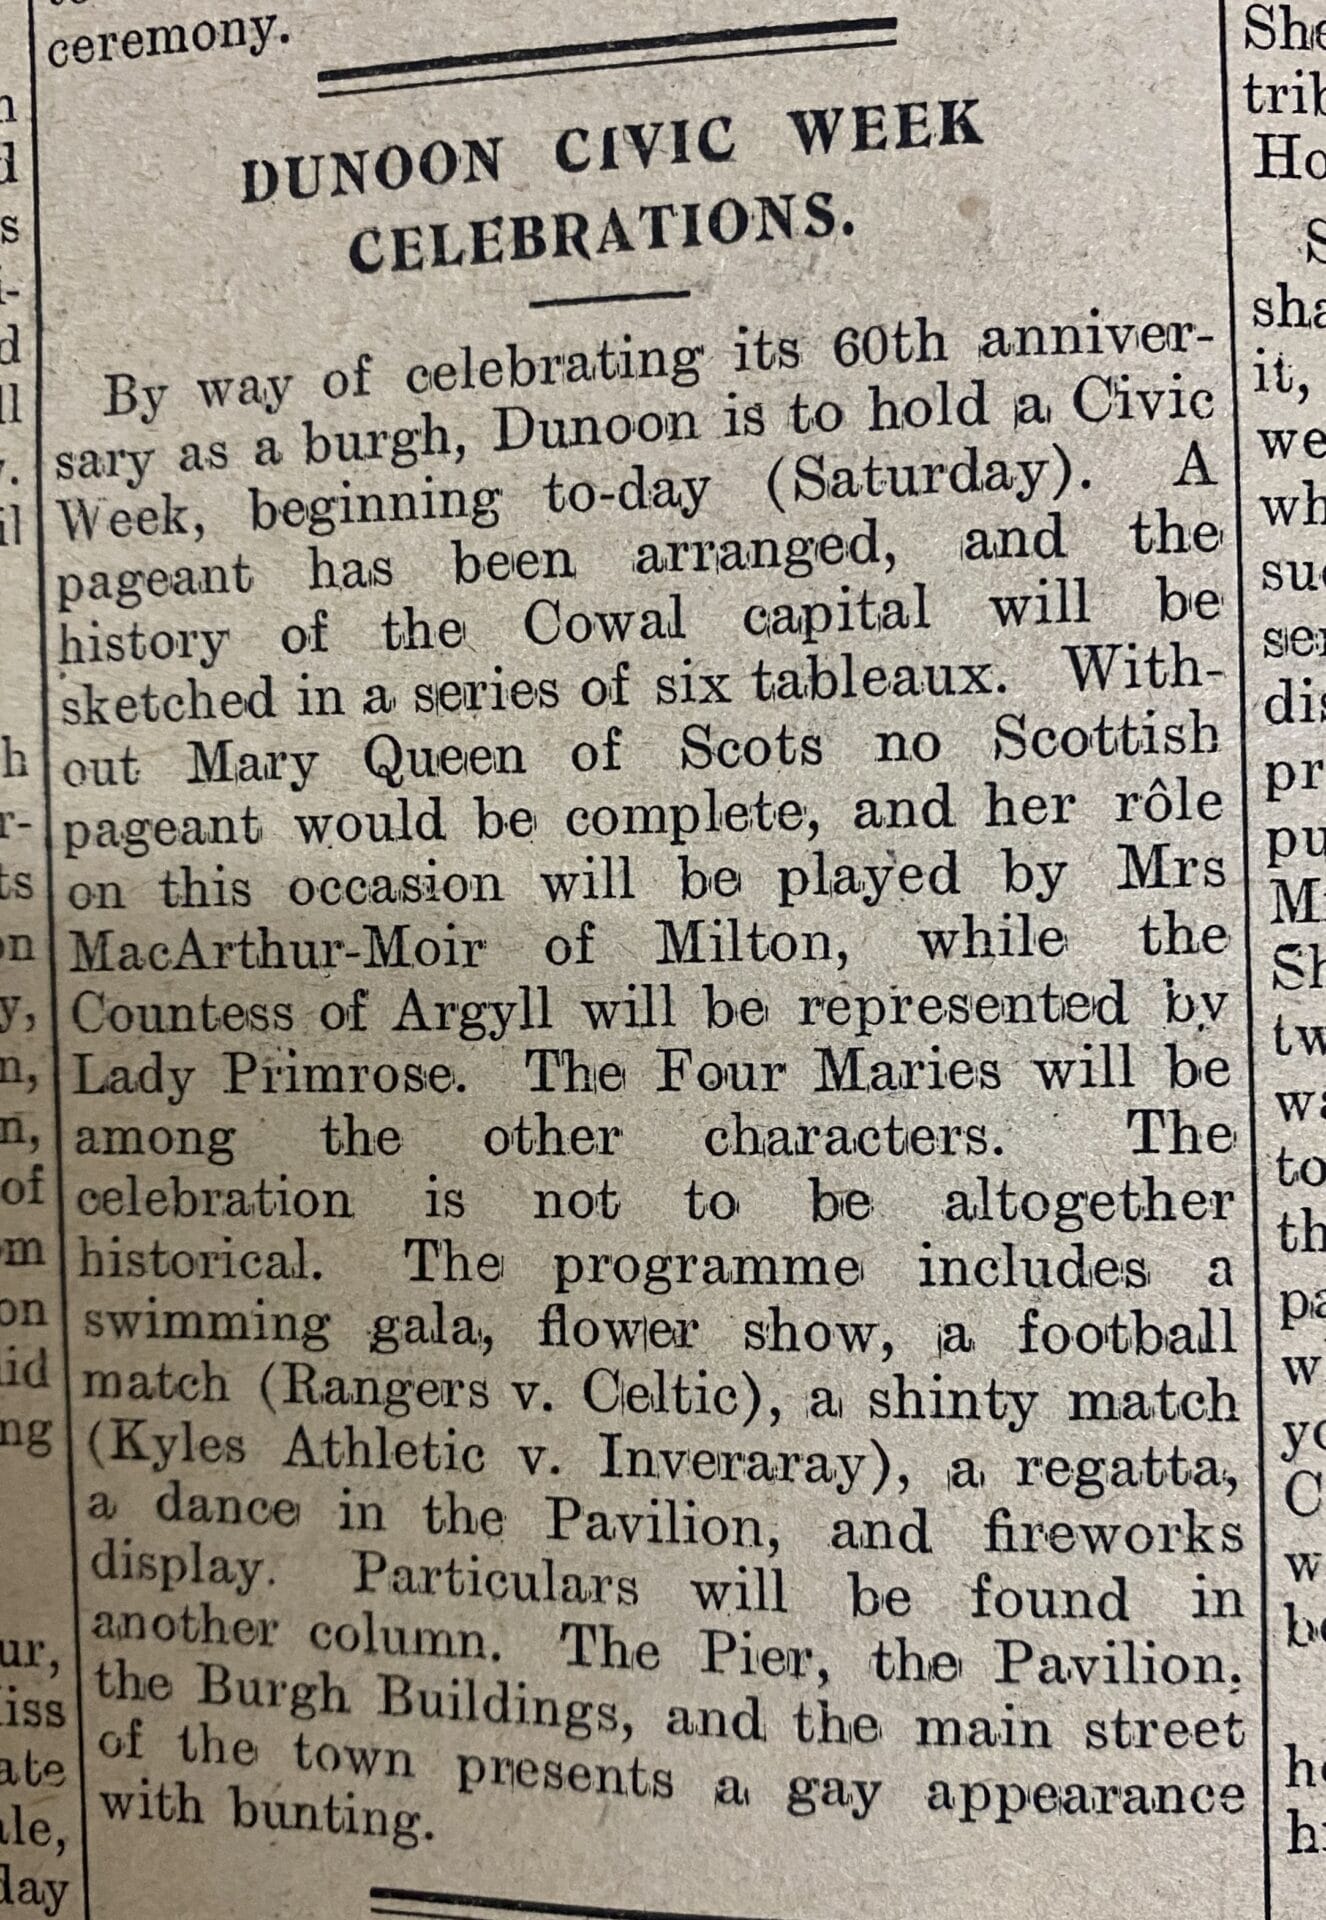 ceremony.
DUNOON CIVIC WEEK
CELEBRATIONS.
By way of celebrating its 60th anniver-
sary as a burgh, Dunoon is to hold a Civic
Week, beginning to-day (Saturday). A
pageant has been arranged, and the
history of the Cowal capital will be
sketched in a series of six tableaux. With-
out Mary Queen of Scots no Scottish
pageant would be complete, and her rôle
on this occasion will be played by Mrs
MacArthur-Moir of Milton, while the
Countess of Argyll will be represented by
Lady Primrose. The Four Maries will be
among the other characters. The
celebration is not to be altogether
historical. The programme includes a
swimming gala, flower show, a football
match (Rangers v. Celtic), a shinty match
(Kyles Athletic v. Inveraray), a regatta,
a dance in the Pavilion, and fireworks
display. Particulars will be found in
another column. The Pier, the Pavilion,
the Burgh Buildings, and the main street
of the town presents a gay appearance
with bunting.